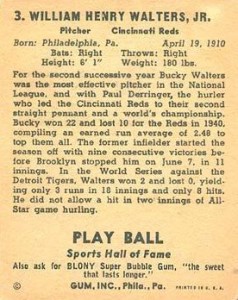 3. WILLIAM HENRY WALTERS, JR.
Pitcher Cincinnati Reds
Born: Philadelphia, Pa. April 19, 1910
Bats: Right Throws: Right
Height: 6' 1" Weight: 180 lbs.
For the second successive year Bucky Walters
was the most effective pitcher in the National
League, and with Paul Derringer, the hurler
who led the Cincinnati Reds to their second
straight pennant and a world's championship.
Bucky won 22 and lost 10 for the Reds in 1940,
compiling an earned run average of 2.48 to
top them all. The former infielder started the
season off with nine consecutive victories be-
fore Brooklyn stopped him on June 7, in 11
innings. In the World Series against the
Detroit Tigers, Walters won 2 and lost 0, yield-
ing only 3 runs in 18 innings and only 8 hits.
He did not allow a hit in two innings of All-
Star game hurling.
PLAY BALL
Sports Hall of Fame
Also ask for BLONY Super Bubble Gum, "the sweet
that lasts longer."
© GUM, INC., Phila., Pa. PRINTED IN U. S. A.